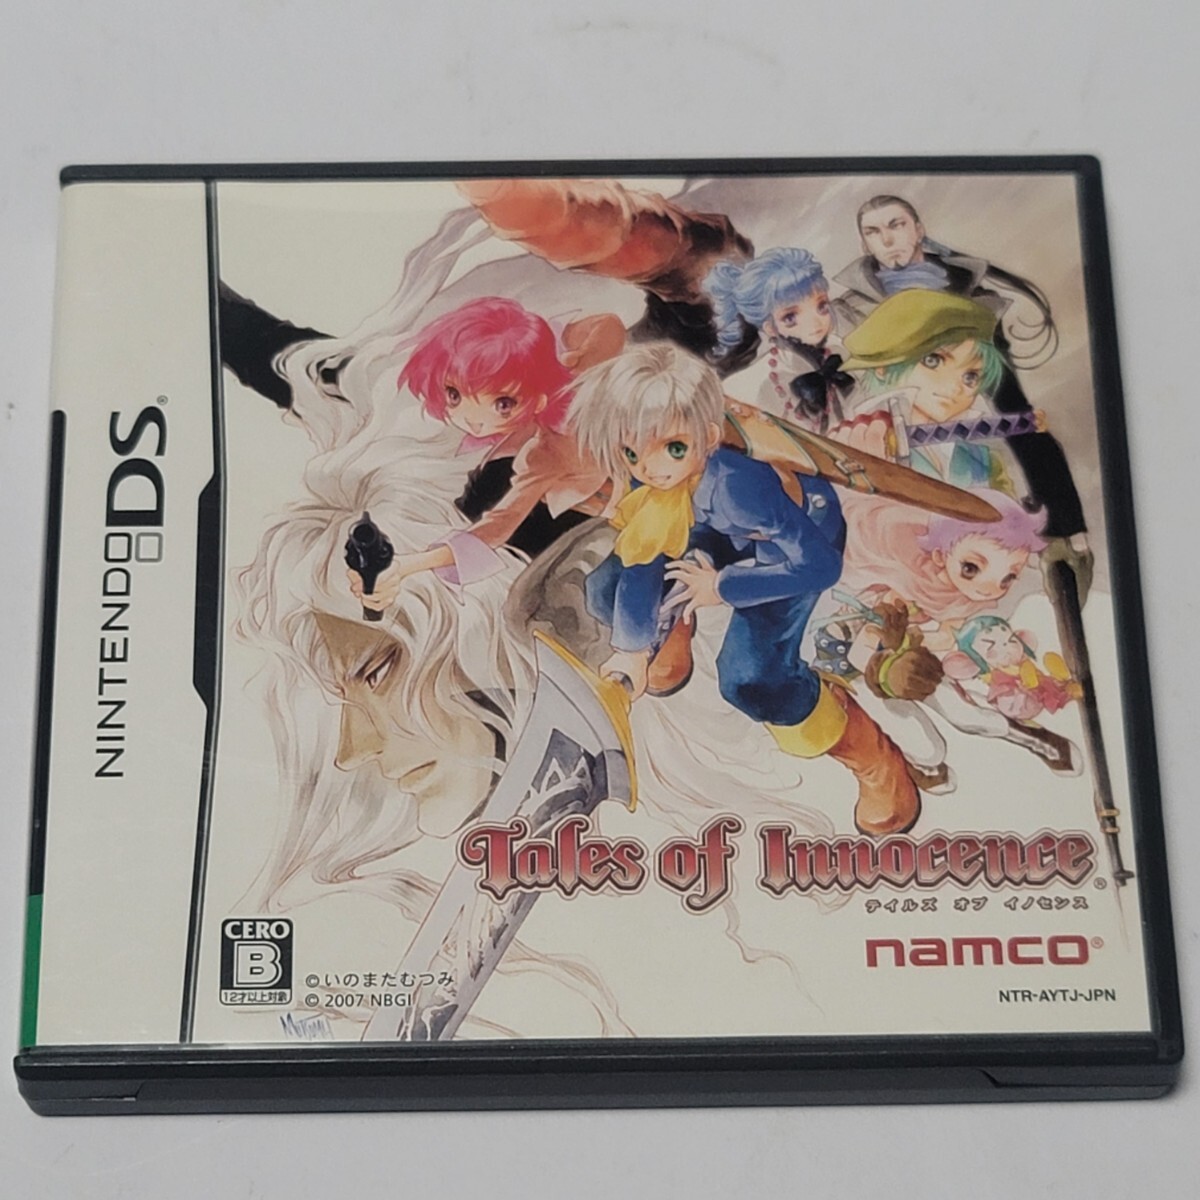 NINTENDO DS®
Tales of Innocence®
テイルズ オブ イノセンス
namco®
NTR-AYTJ-JPN
CERO
B
12才以上対象
©いのまたむつみ
© 2007 NBGI